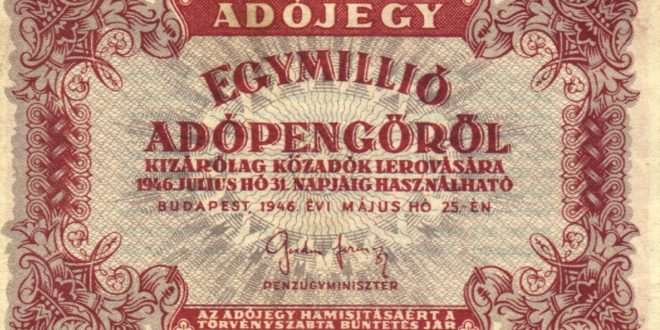 ADÓJEGY
EGYMILLIÓ
ADÓPENGŐRŐL
KIZÁRÓLAG KÖZADÓK LEROVÁSÁRA
1946. JULIUS HÓ 31. NAPJÁIG HASZNÁLHATÓ
BUDAPEST, 1946. ÉVI MÁJUS HÓ 25.-ÉN
PÉNZÜGYMINISZTER
AZ ADÓJEGY HAMISÍTÁSÁÉRT A
TÖRVÉNYSZABTA BÜNTETÉS JÁR.